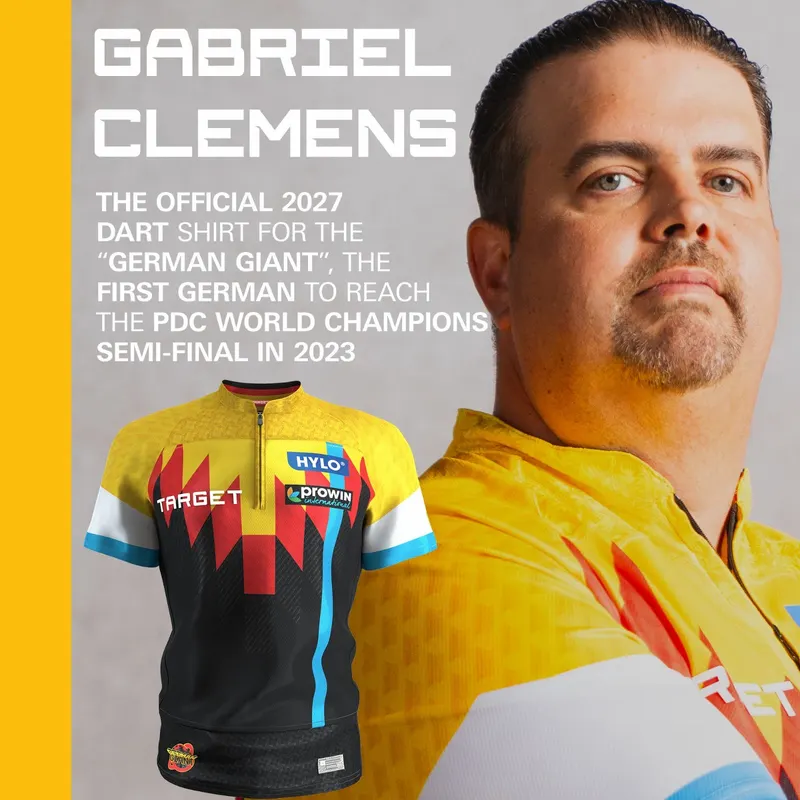 GABRIEL
CLEMENS
THE OFFICIAL 2027
DART SHIRT FOR THE
“GERMAN GIANT”, THE
FIRST GERMAN TO REACH
THE PDC WORLD CHAMPIONS
SEMI-FINAL IN 2023
HYLO®
TARGET
prowin
international
RGET